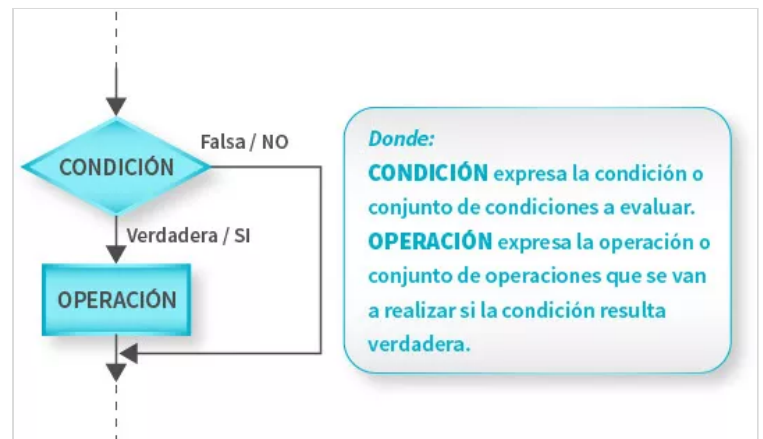 Falsa / NO
CONDICIÓN
Verdadera / SI
OPERACIÓN
Donde:
CONDICIÓN expresa la condición o
conjunto de condiciones a evaluar.
OPERACIÓN expresa la operación o
conjunto de operaciones que se van
a realizar si la condición resulta
verdadera.